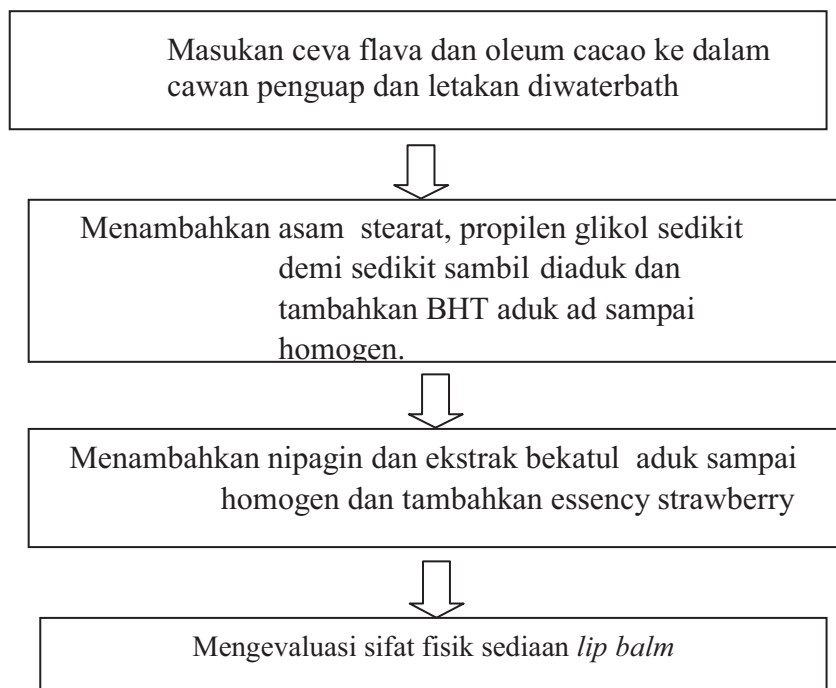 Masukan ceva flava dan oleum cacao ke dalam
cawan penguap dan letakan diwaterbath
Menambahkan asam stearat, propilen glikol sedikit
demi sedikit sambil diaduk dan
tambahkan BHT aduk ad sampai
homogen.
Menambahkan nipagin dan ekstrak bekatul aduk sampai
homogen dan tambahkan essency strawberry
Mengevaluasi sifat fisik sediaan lip balm